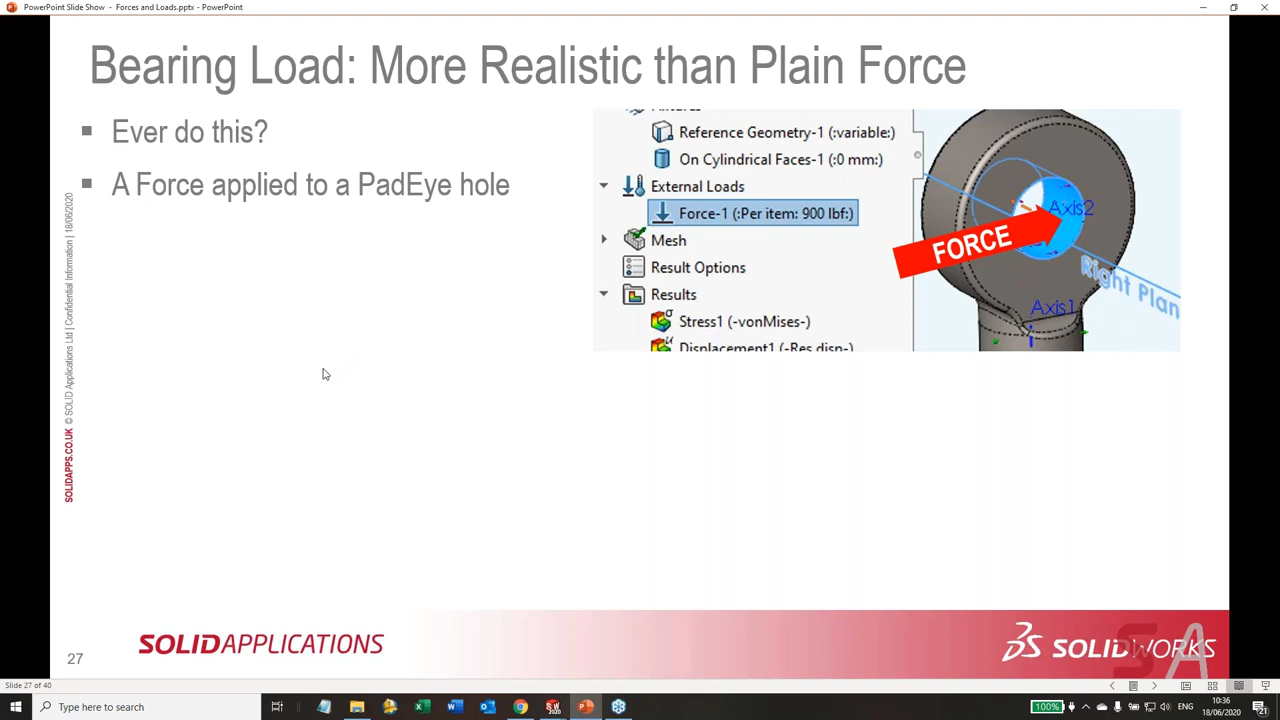 PowerPoint Slide Show - Forces and Loads.pptx - PowerPoint
Bearing Load: More Realistic than Plain Force
Ever do this?
A Force applied to a PadEye hole
Reference Geometry-1 (:variable:)
On Cylindrical Faces-1 (:0 mm:)
External Loads
Force-1 (:Per item: 900 lbf:)
Mesh
Result Options
Results
Stress1 (-vonMises-)
Displacement1 (-Res disp-)
Axis2
FORCE
Right Plan
Axis1
SOLIDAPPS.CO.UK © SOLID Applications Ltd | Confidential Information | 18/06/2020
27
SOLIDAPPLICATIONS
SOLIDWORKS
SA
Slide 27 of 40
Type here to search
100%
ENG
10:36
18/06/2020
21